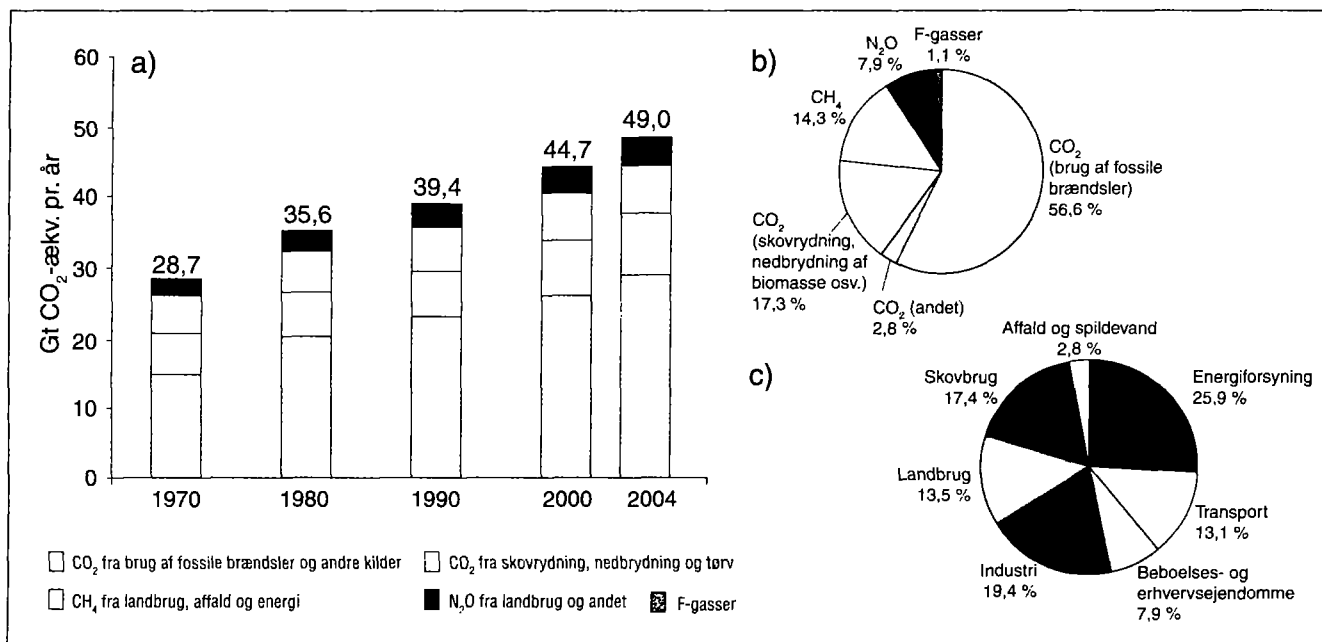 a)
Gt CO₂-ækv. pr. år
60
50
40
30
20
10
0
28,7
35,6
39,4
44,7
49,0
1970
1980
1990
2000
2004
CO₂ fra brug af fossile brændsler og andre kilder
CO₂ fra skovrydning, nedbrydning og tørv
CH₄ fra landbrug, affald og energi
N₂O fra landbrug og andet
F-gasser
b)
F-gasser
1,1 %
N₂O
7,9 %
CH₄
14,3 %
CO₂
(brug af fossile
brændsler)
56,6 %
CO₂
(skovrydning,
nedbrydning af
biomasse osv.)
17,3 %
CO₂ (andet)
2,8 %
c)
Affald og spildevand
2,8 %
Skovbrug
17,4 %
Energiforsyning
25,9 %
Landbrug
13,5 %
Transport
13,1 %
Industri
19,4 %
Beboelses- og
erhvervsejendomme
7,9 %